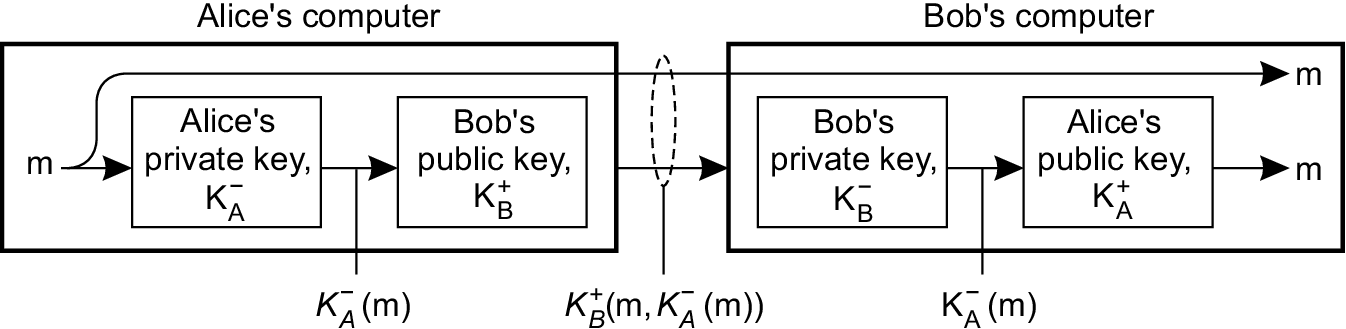 Alice's computer
Bob's computer
m
Alice's
private key,
K_A^−
Bob's
public key,
K_B^+
Bob's
private key,
K_B^−
Alice's
public key,
K_A^+
m
m
K_A^− (m)
K_B^+(m, K_A^− (m))
K_A^− (m)